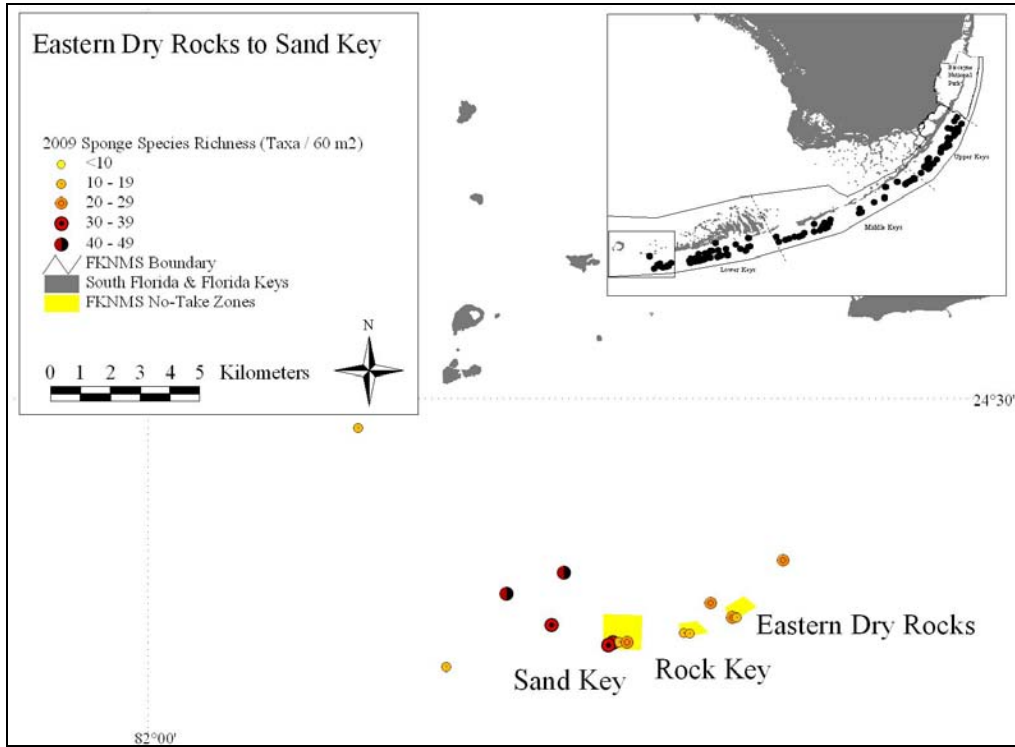 Eastern Dry Rocks to Sand Key
2009 Sponge Species Richness (Taxa / 60 m2)
<10
10 - 19
20 - 29
30 - 39
40 - 49
FKNMS Boundary
South Florida & Florida Keys
FKNMS No-Take Zones
N
0 1 2 3 4 5 Kilometers
Biscayne
National
Park
Upper Keys
Middle Keys
Lower Keys
24°30'
Eastern Dry Rocks
Rock Key
Sand Key
82°00'